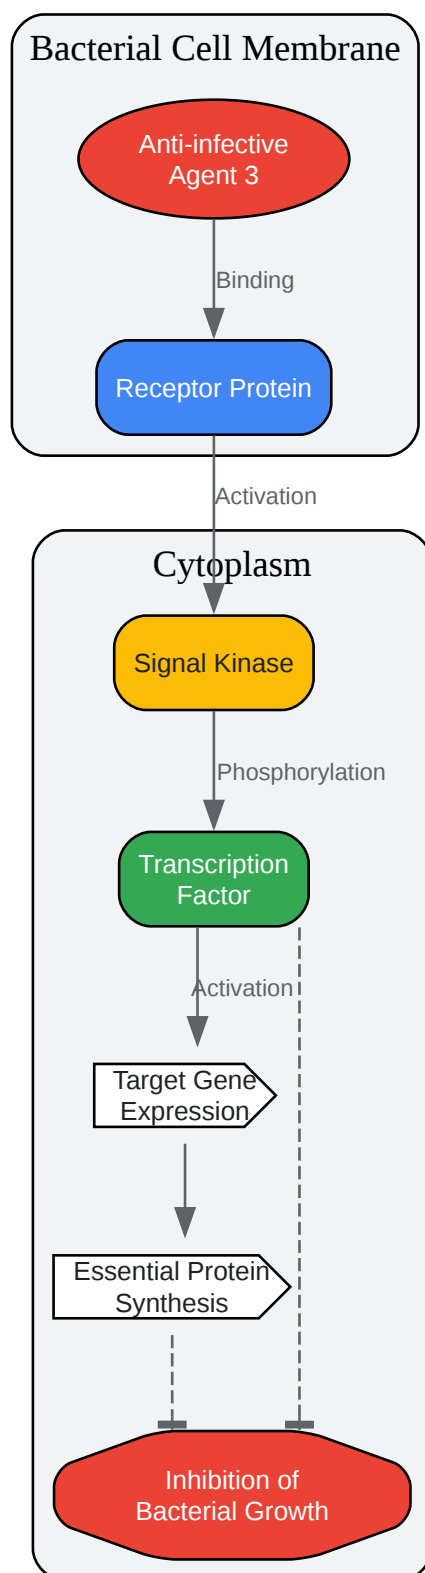 Bacterial Cell Membrane
Anti-infective
Agent 3
Binding
Receptor Protein
Activation
Cytoplasm
Signal Kinase
Phosphorylation
Transcription
Factor
Activation
Target Gene
Expression
Essential Protein
Synthesis
Inhibition of
Bacterial Growth